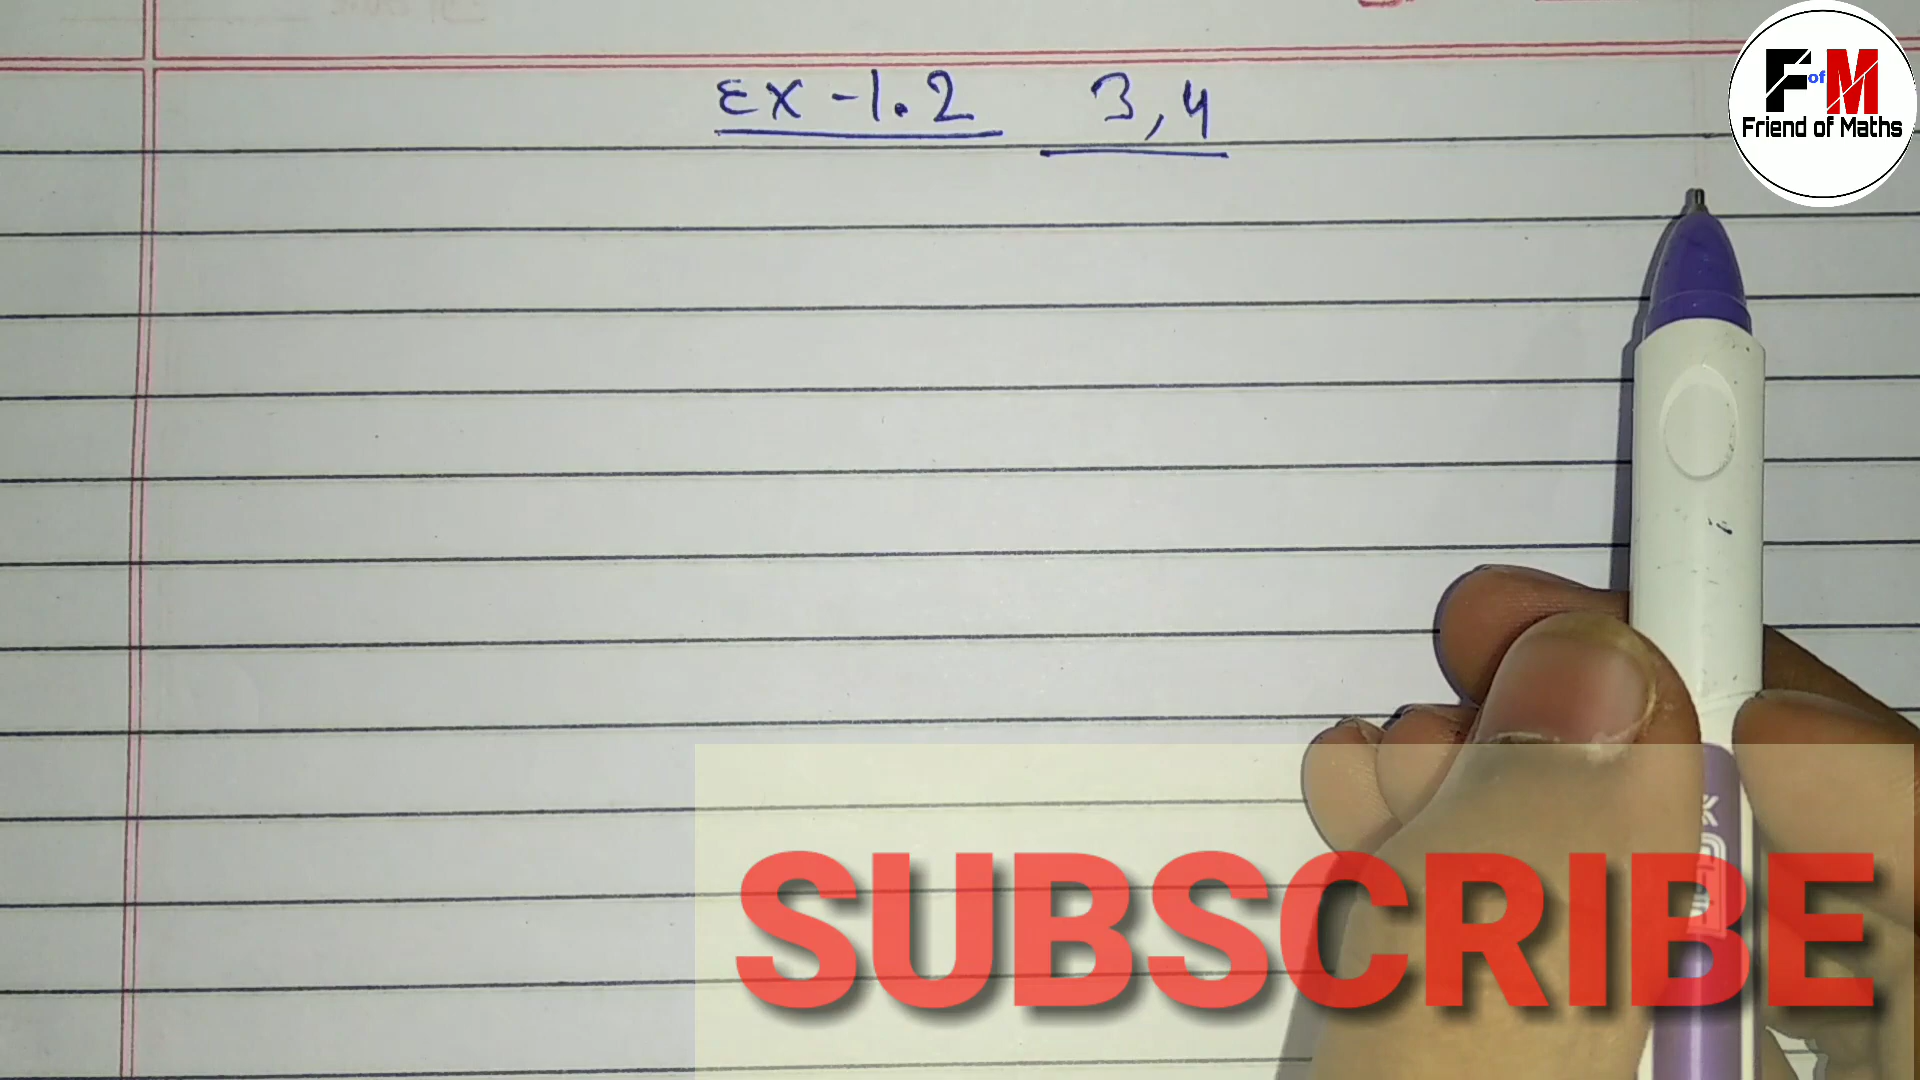 Ex - 1.2 3,4
F of M
Friend of Maths
SUBSCRIBE